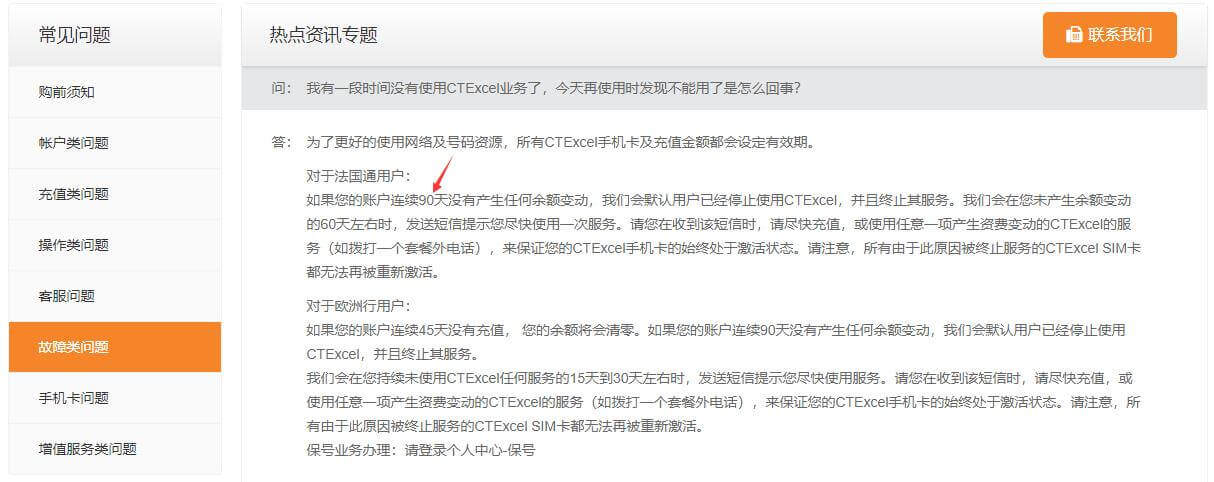 常见问题
购前须知
帐户类问题
充值类问题
操作类问题
客服问题
故障类问题
手机卡问题
增值服务类问题
热点资讯专题
联系我们
问： 我有一段时间没有使用CTExcel业务了，今天再使用时发现不能用了是怎么回事？
答： 为了更好的使用网络及号码资源，所有CTExcel手机卡及充值金额都会设定有效期。
对于法国通用户：
如果您的账户连续90天没有产生任何余额变动，我们会默认用户已经停止使用CTExcel，并且终止其服务。我们会在您未产生余额变动
的60天左右时，发送短信提示您尽快使用一次服务。请您在收到该短信时，请尽快充值，或使用任意一项产生资费变动的CTExcel的服
务（如拨打一个套餐外电话），来保证您的CTExcel手机卡的始终处于激活状态。请注意，所有由于此原因被终止服务的CTExcel SIM卡
都无法再被重新激活。
对于欧洲行用户：
如果您的账户连续45天没有充值， 您的余额将会清零。如果您的账户连续90天没有产生任何余额变动，我们会默认用户已经停止使用
CTExcel，并且终止其服务。
我们会在您持续未使用CTExcel任何服务的15天到30天左右时，发送短信提示您尽快使用服务。请您在收到该短信时，请尽快充值，或
使用任意一项产生资费变动的CTExcel的服务（如拨打一个套餐外电话），来保证您的CTExcel手机卡的始终处于激活状态。请注意，所
有由于此原因被终止服务的CTExcel SIM卡都无法再被重新激活。
保号业务办理：请登录个人中心-保号